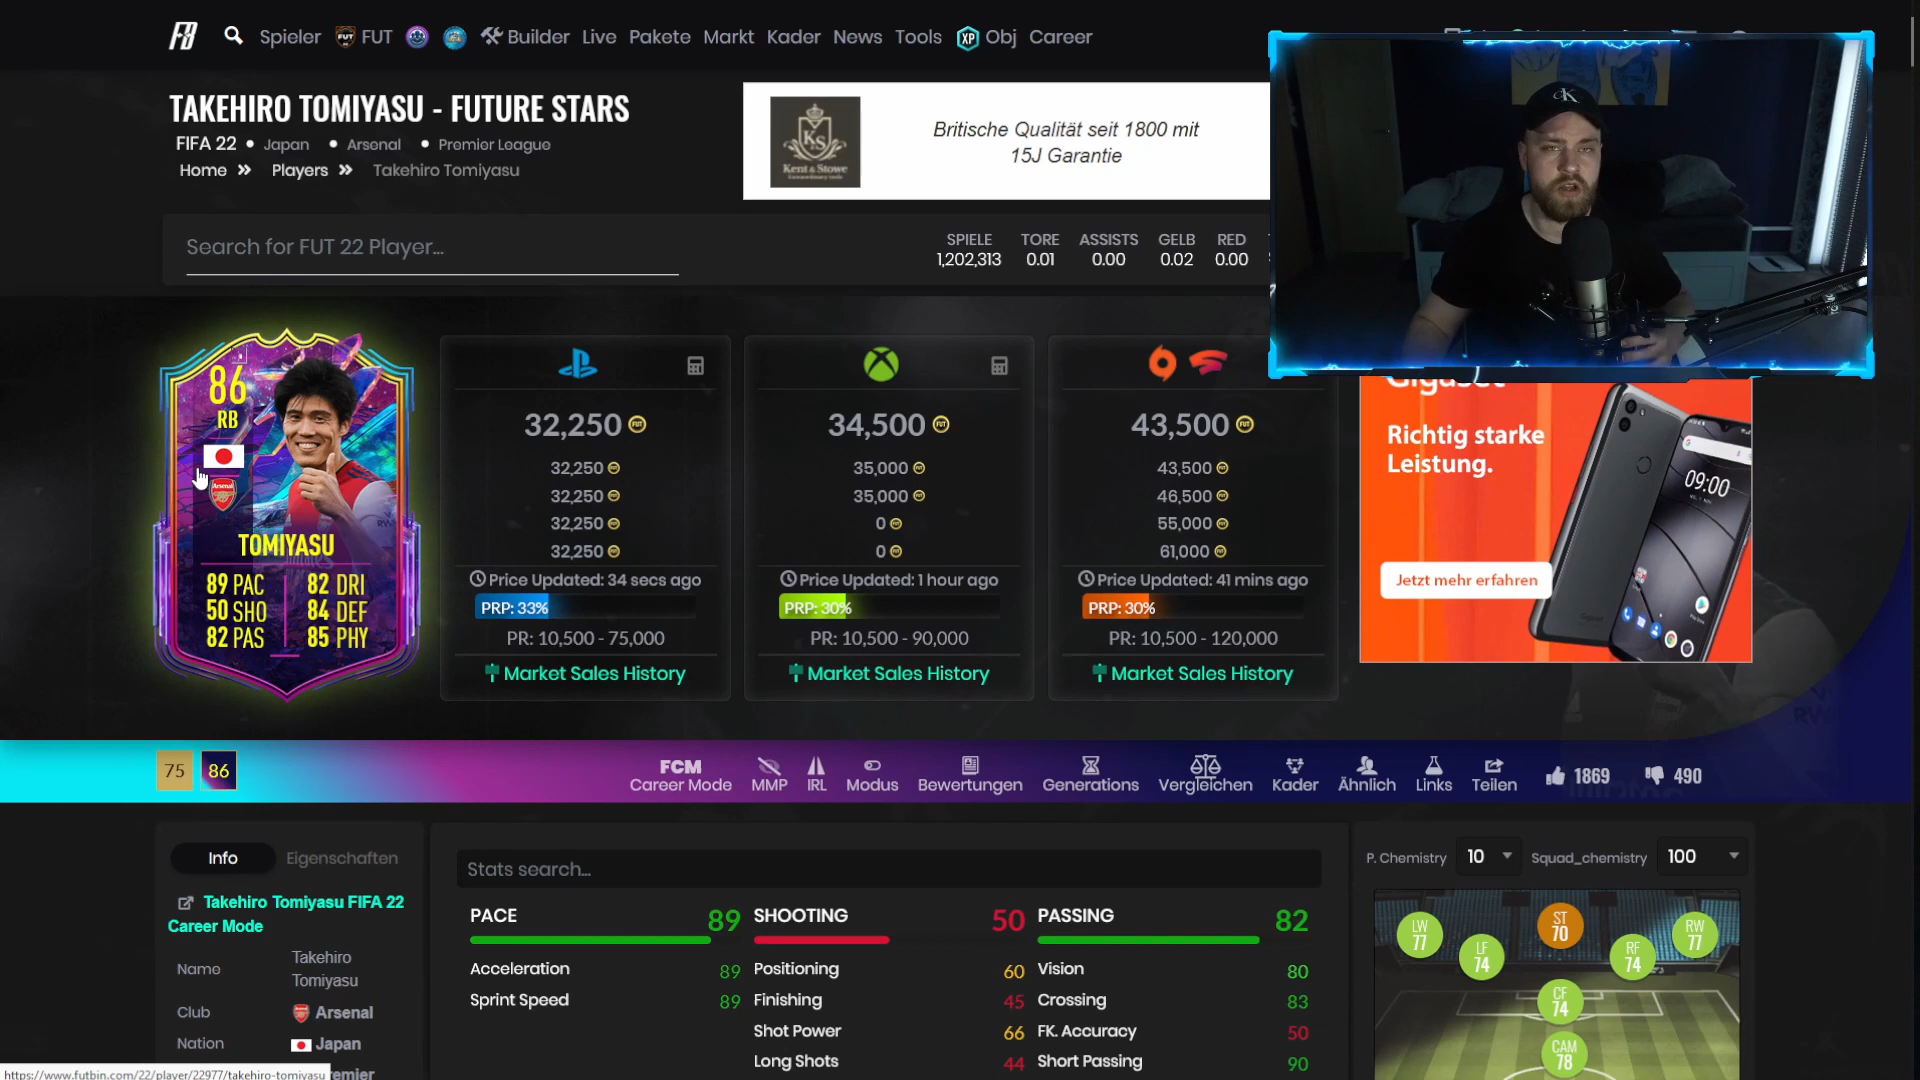 Spieler FUT Builder Live Pakete Markt Kader News Tools XP Obj Career
TAKEHIRO TOMIYASU - FUTURE STARS
FIFA 22 • Japan • Arsenal • Premier League
Home » Players » Takehiro Tomiyasu
KS
Kent & Stowe
Britische Qualität seit 1800 mit
15J Garantie
CK
Search for FUT 22 Player...
SPIELE TORE ASSISTS GELB RED
1,202,313 0.01 0.00 0.02 0.00
86
RB
Arsenal
TOMIYASU
89 PAC 82 DRI
50 SHO 84 DEF
82 PAS 85 PHY
32,250
32,250
32,250
32,250
32,250
Price Updated: 34 secs ago
PRP: 33%
PR: 10,500 - 75,000
Market Sales History
34,500
35,000
35,000
0
0
Price Updated: 1 hour ago
PRP: 30%
PR: 10,500 - 90,000
Market Sales History
43,500
43,500
46,500
55,000
61,000
Price Updated: 41 mins ago
PRP: 30%
PR: 10,500 - 120,000
Market Sales History
Gigaset
Richtig starke
Leistung.
Jetzt mehr erfahren
09:00
75 86
FCM
Career Mode MMP IRL Modus Bewertungen Generations Vergleichen Kader Ähnlich Links Teilen 1869 490
Info Eigenschaften
Takehiro Tomiyasu FIFA 22
Career Mode
Name Takehiro
Tomiyasu
Club Arsenal
Nation Japan
emier
https://www.futbin.com/22/player/22977/takehiro-tomiyasu
Stats search...
PACE 89
Acceleration 89
Sprint Speed 89
SHOOTING 50
Positioning 60
Finishing 45
Shot Power 66
Long Shots 44
PASSING 82
Vision 80
Crossing 83
FK. Accuracy 50
Short Passing 90
P. Chemistry 10 Squad_chemistry 100
LW
77
LF
74
ST
70
RF
74
RW
77
CF
74
CAM
78